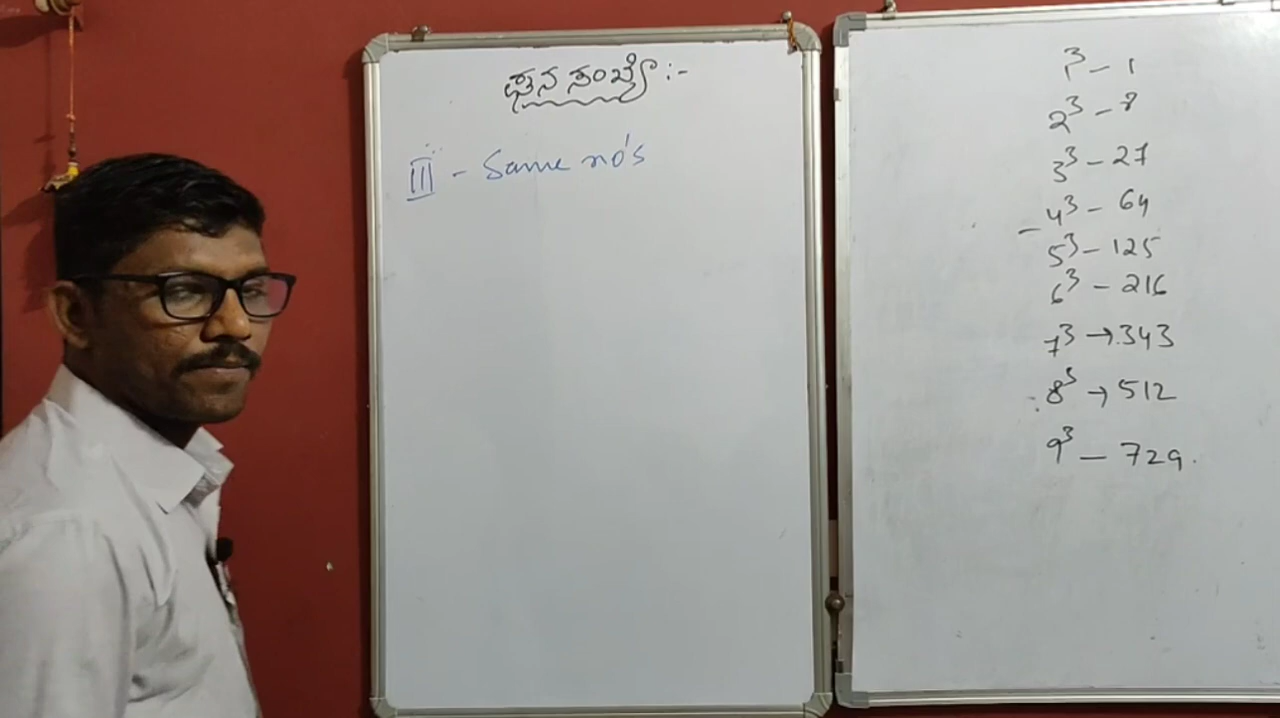 ಘನ ಸಂಖ್ಯೆ :-
III - Same no's
1³ - 1
2³ - 8
3³ - 27
4³ - 64
5³ - 125
6³ - 216
7³ → 343
8³ → 512
9³ - 729.